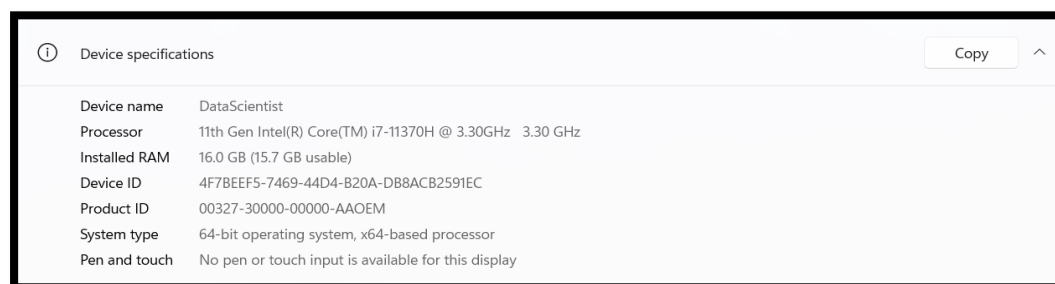 Device specifications Copy
Device name DataScientist
Processor 11th Gen Intel(R) Core(TM) i7-11370H @ 3.30GHz 3.30 GHz
Installed RAM 16.0 GB (15.7 GB usable)
Device ID 4F7BEEF5-7469-44D4-B20A-DB8ACB2591EC
Product ID 00327-30000-00000-AAOEM
System type 64-bit operating system, x64-based processor
Pen and touch No pen or touch input is available for this display